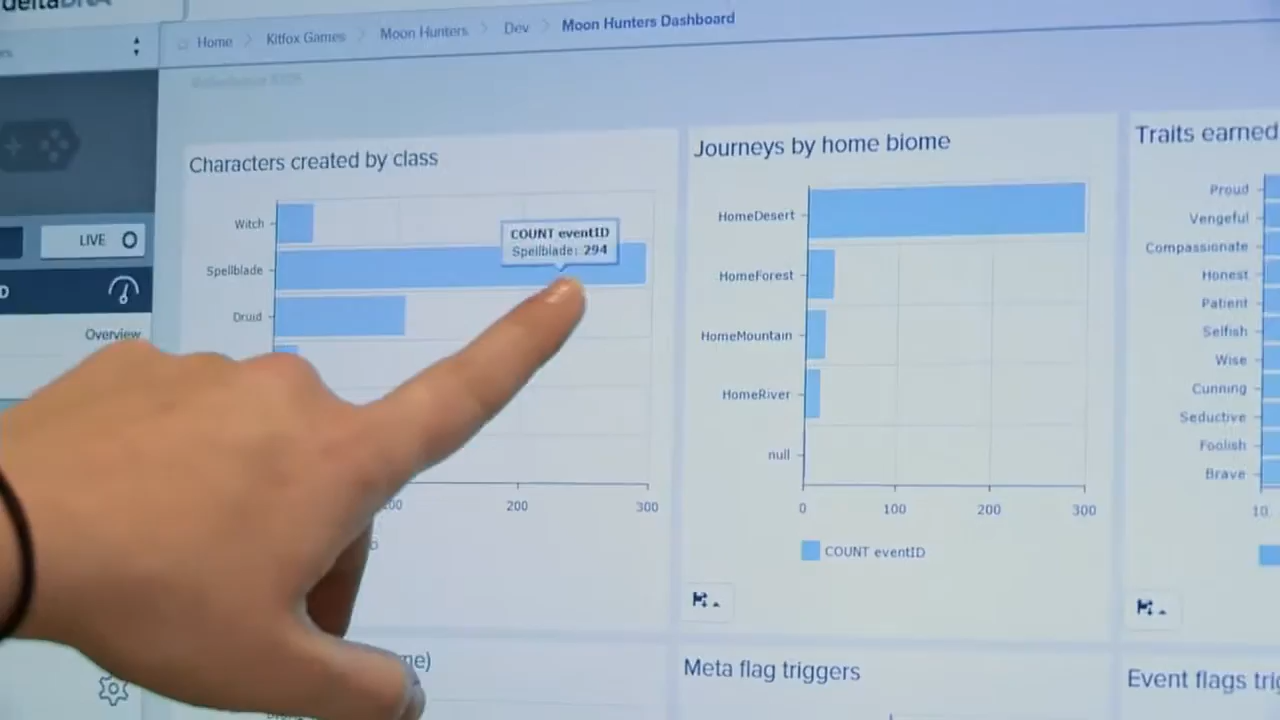 Home
Kitfox Games
Moon Hunters
Dev
Moon Hunters Dashboard
LIVE
Overview
Characters created by class
Witch
Spellblade
Druid
COUNT eventID
Spellblade: 294
200
300
Journeys by home biome
HomeDesert
HomeForest
HomeMountain
HomeRiver
null
0
100
200
300
COUNT eventID
Traits earned
Proud
Vengeful
Compassionate
Honest
Patient
Selfish
Wise
Cunning
Seductive
Foolish
Brave
Meta flag triggers
Event flags